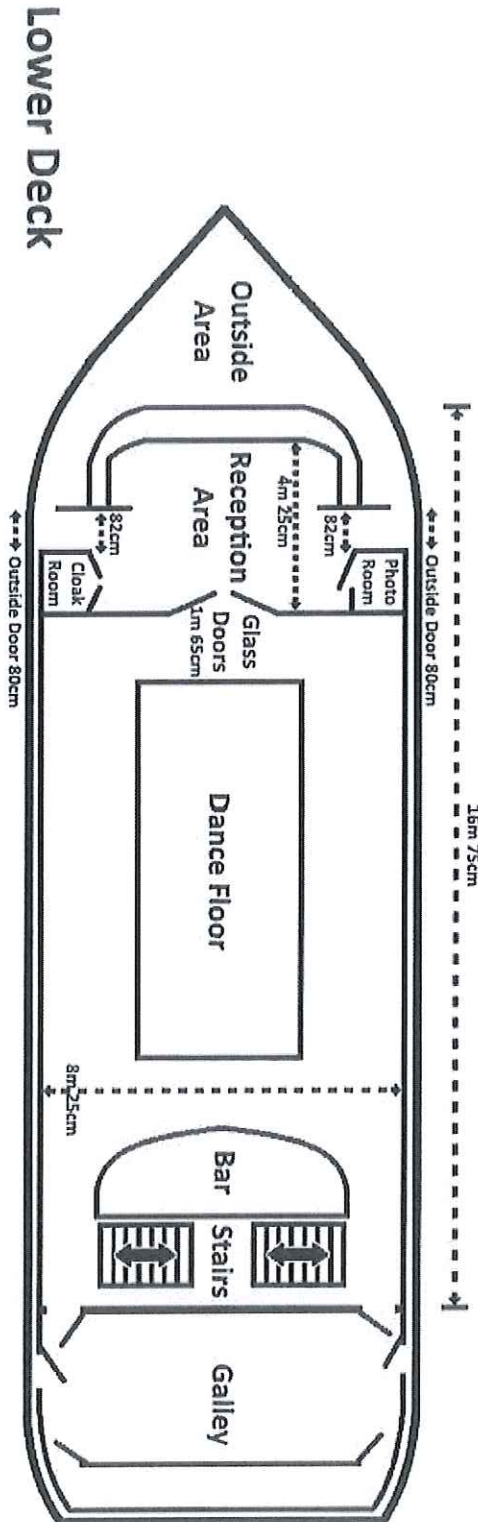 16m 75cm
Outside Door 80cm
Photo
Room
82cm
4m 25cm
Outside
Area
Reception
Area
Glass
Doors
1m 65cm
Dance Floor
Bar
Stairs
Galley
82cm
Cloak
Room
8m 25cm
Outside Door 80cm
Lower Deck